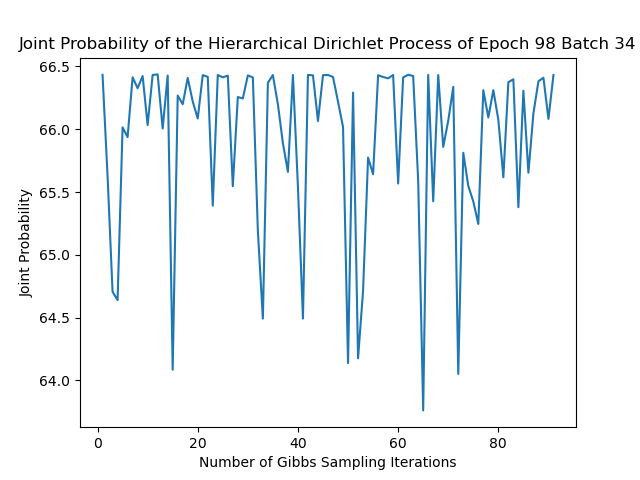 Joint Probability of the Hierarchical Dirichlet Process of Epoch 98 Batch 34
66.5
66.0
65.5
65.0
64.5
64.0
Joint Probability
0 20 40 60 80
Number of Gibbs Sampling Iterations